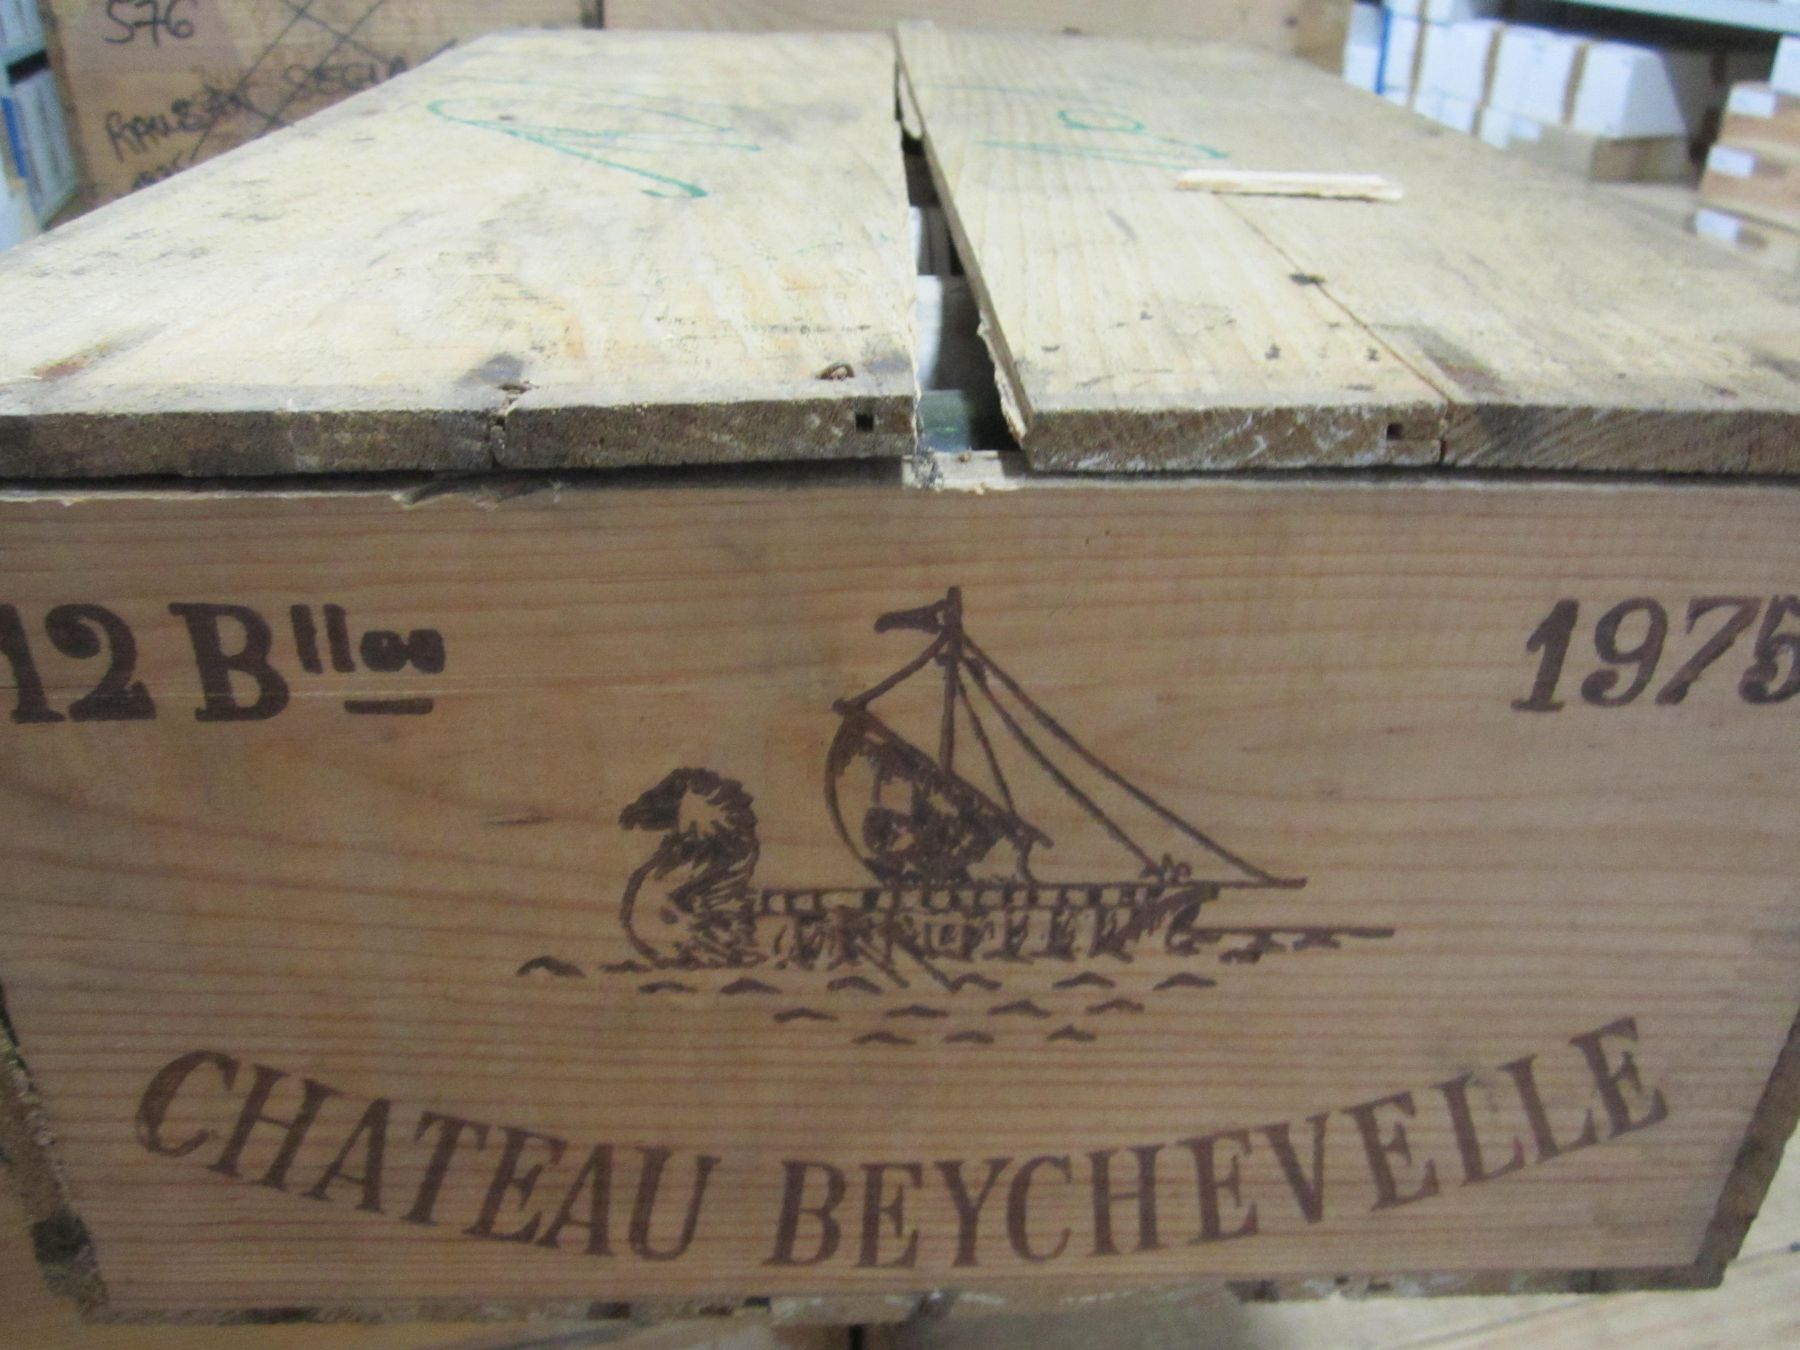 576
12 Blles
1975
CHATEAU BEYCHEVELLE